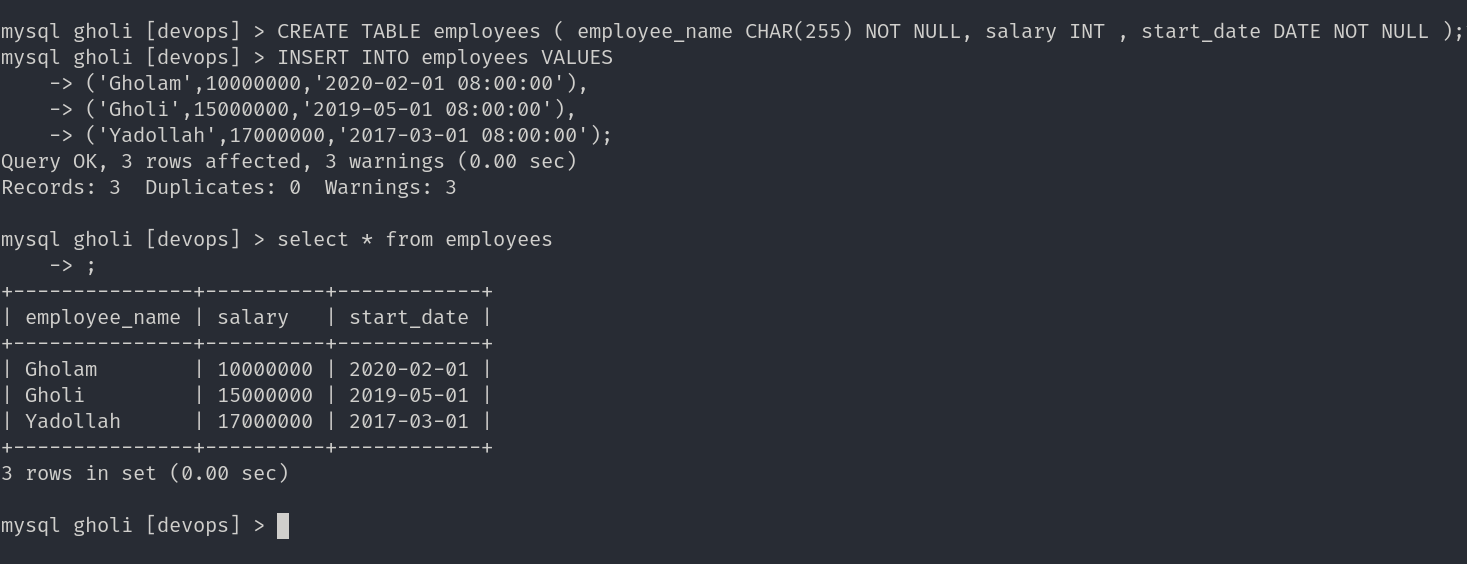 mysql gholi [devops] > CREATE TABLE employees ( employee_name CHAR(255) NOT NULL, salary INT , start_date DATE NOT NULL );
mysql gholi [devops] > INSERT INTO employees VALUES
    -> ('Gholam',10000000,'2020-02-01 08:00:00'),
    -> ('Gholi',15000000,'2019-05-01 08:00:00'),
    -> ('Yadollah',17000000,'2017-03-01 08:00:00');
Query OK, 3 rows affected, 3 warnings (0.00 sec)
Records: 3  Duplicates: 0  Warnings: 3
mysql gholi [devops] > select * from employees
    -> ;
+---------------+----------+------------+
| employee_name | salary   | start_date |
+---------------+----------+------------+
| Gholam        | 10000000 | 2020-02-01 |
| Gholi         | 15000000 | 2019-05-01 |
| Yadollah      | 17000000 | 2017-03-01 |
+---------------+----------+------------+
3 rows in set (0.00 sec)
mysql gholi [devops] >